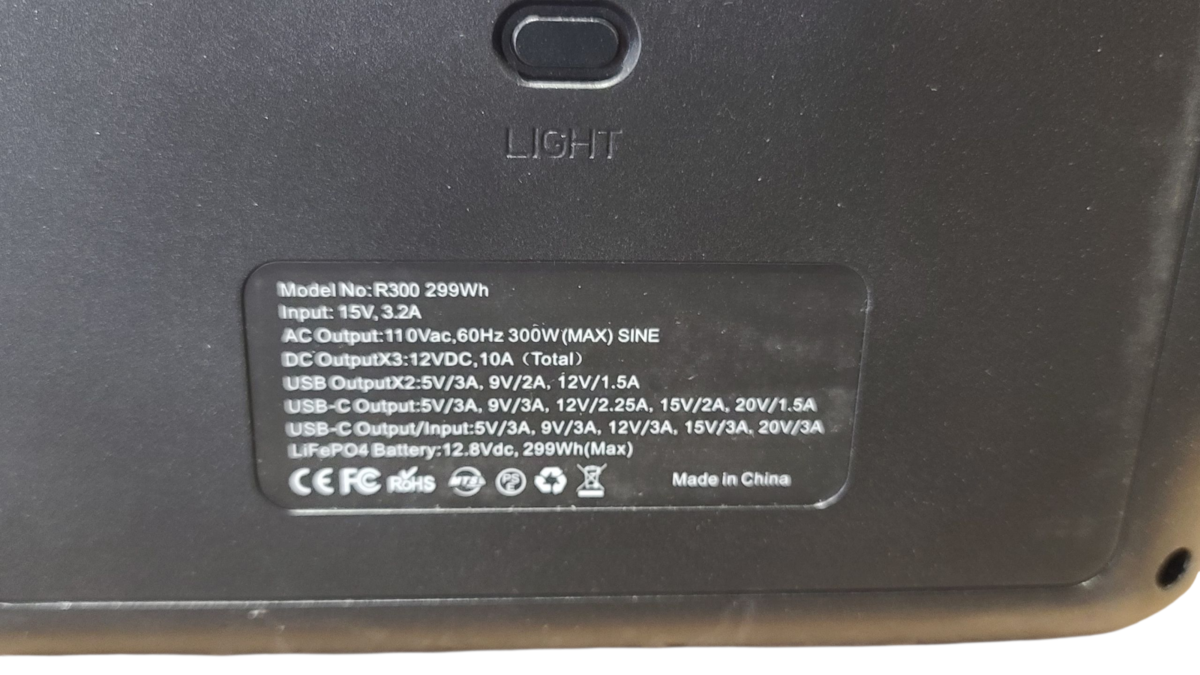 LIGHT
Model No:R300 299Wh
Input: 15V, 3.2A
AC Output:110Vac,60Hz 300W(MAX) SINE
DC OutputX3:12VDC,10A（Total）
USB OutputX2:5V/3A, 9V/2A, 12V/1.5A
USB-C Output:5V/3A, 9V/3A, 12V/2.25A, 15V/2A, 20V/1.5A
USB-C Output/Input:5V/3A, 9V/3A, 12V/3A, 15V/3A, 20V/3A
LiFePO4 Battery:12.8Vdc, 299Wh(Max)
CE FC RoHS PSE Made in China